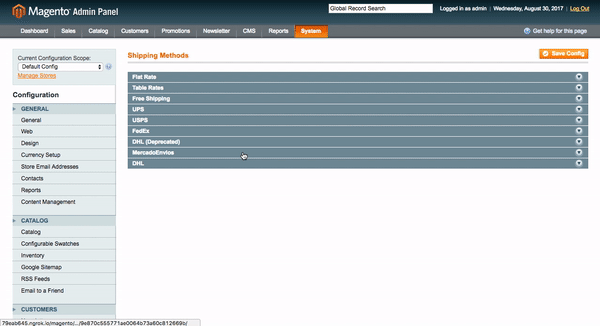 Magento Admin Panel
Global Record Search
Logged in as admin | Wednesday, August 30, 2017 | Log Out
Dashboard Sales Catalog Customers Promotions Newsletter CMS Reports System
Get help for this page
Current Configuration Scope:
Default Config
Manage Stores
Configuration
GENERAL
General
Web
Design
Currency Setup
Store Email Addresses
Contacts
Reports
Content Management
CATALOG
Catalog
Configurable Swatches
Inventory
Google Sitemap
RSS Feeds
Email to a Friend
CUSTOMERS
Shipping Methods
Save Config
Flat Rate
Table Rates
Free Shipping
UPS
USPS
FedEx
DHL (Deprecated)
MercadoEnvios
DHL
79eab645.ngrok.io/magento/.../9e870c555771ae0064b73a60c812669b/